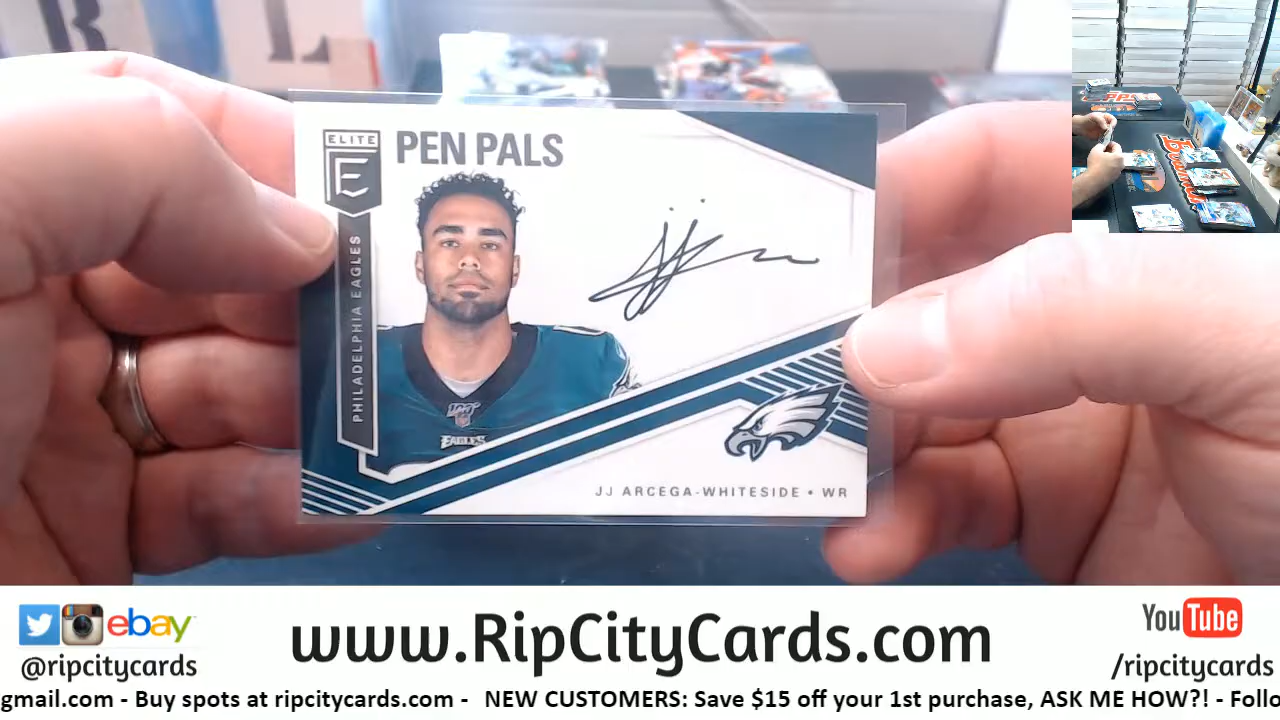 ELITE
E
PEN PALS
PHILADELPHIA EAGLES
EAGLES
JJ ARCEGA-WHITESIDE • WR
ebay
@ripcitycards
www.RipCityCards.com
YouTube
/ripcitycards
gmail.com - Buy spots at ripcitycards.com - NEW CUSTOMERS: Save $15 off your 1st purchase, ASK ME HOW?! - Follo